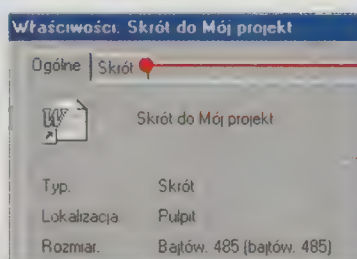 Właściwości: Skrót do Mój projekt
Ogólne Skrót
Skrót do Mój projekt
Typ: Skrót
Lokalizacja: Pulpit
Rozmiar: Bajtów: 485 (bajtów: 485)